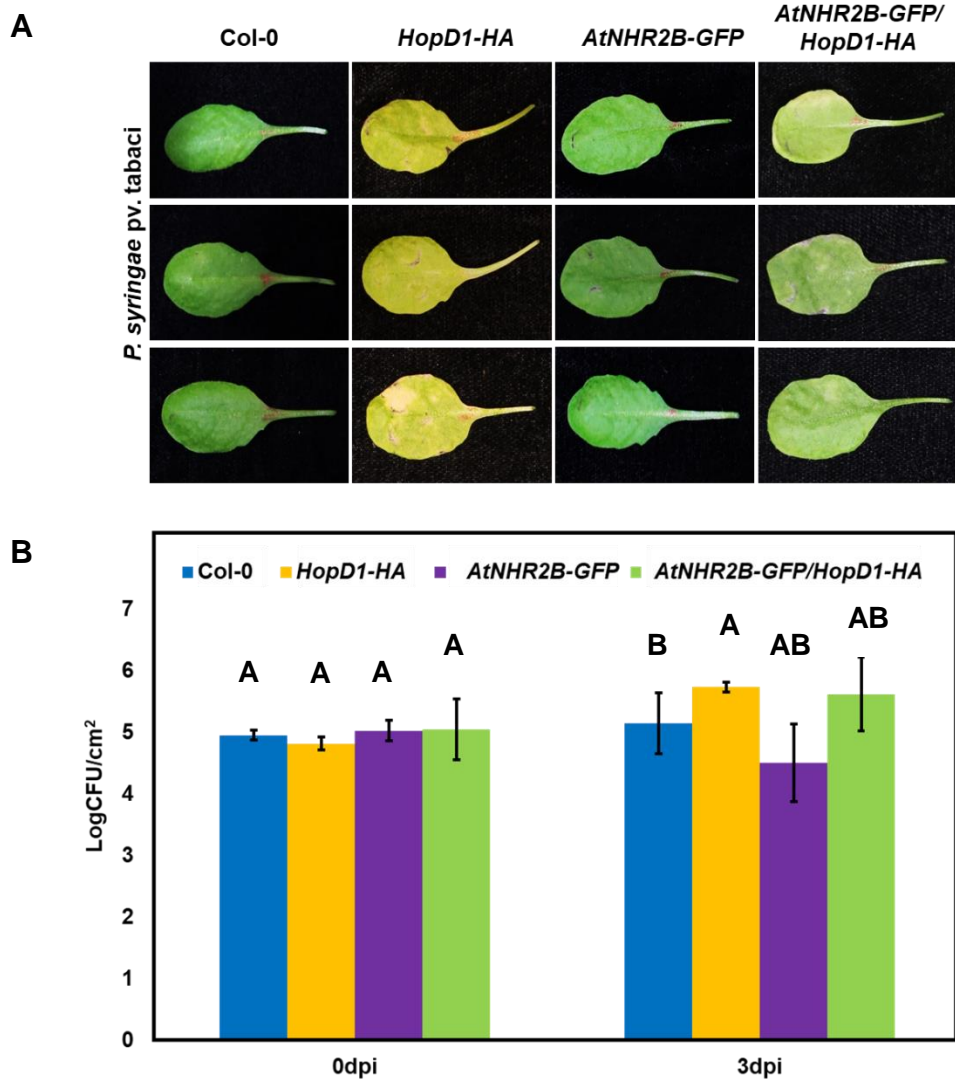 A
Col-0 HopD1-HA AtNHR2B-GFP AtNHR2B-GFP/
HopD1-HA
P. syringae pv. tabaci
B
Col-0 HopD1-HA AtNHR2B-GFP AtNHR2B-GFP/HopD1-HA
LogCFU/cm²
7
6
5
4
3
2
1
0
A A A A
B A AB AB
0dpi 3dpi